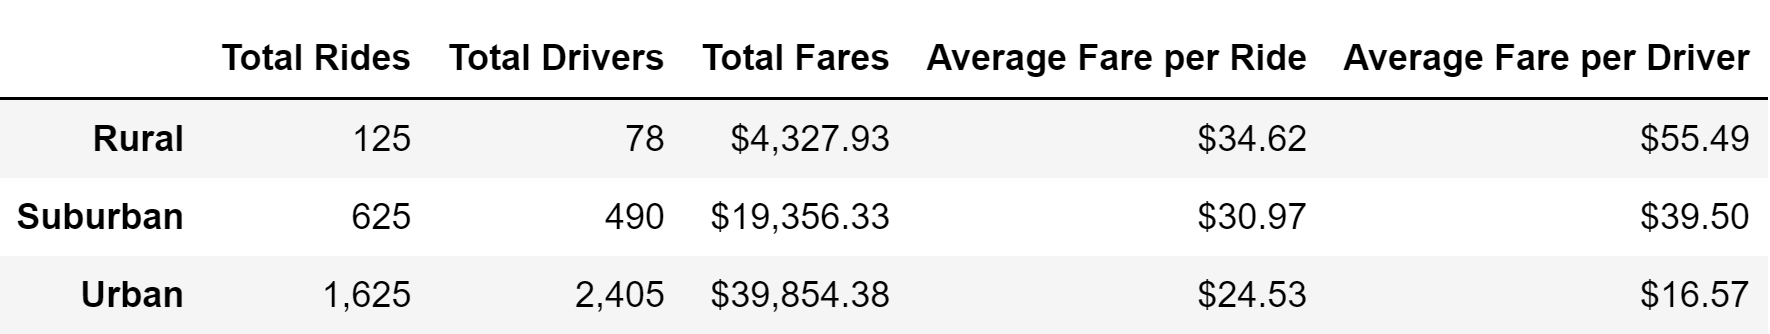 Total Rides Total Drivers Total Fares Average Fare per Ride Average Fare per Driver
Rural 125 78 $4,327.93 $34.62 $55.49
Suburban 625 490 $19,356.33 $30.97 $39.50
Urban 1,625 2,405 $39,854.38 $24.53 $16.57